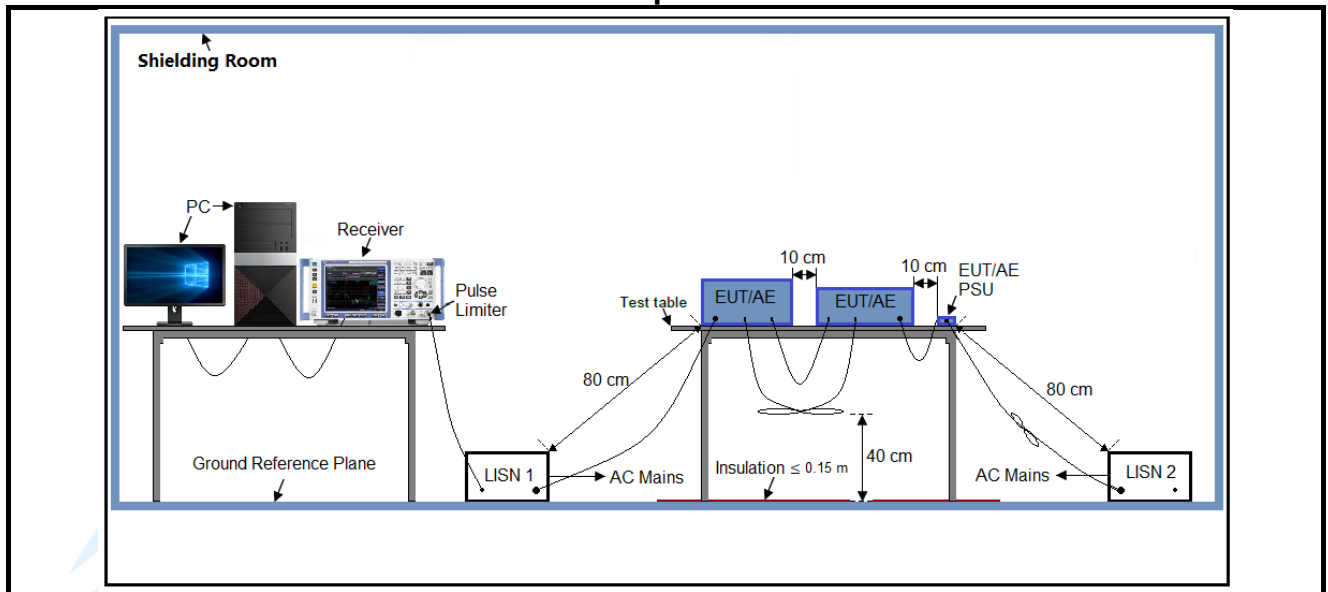 Shielding Room
PC
Receiver
Pulse
Limiter
10 cm
10 cm
EUT/AE
PSU
Test table
EUT/AE
EUT/AE
80 cm
80 cm
40 cm
Ground Reference Plane
LISN 1
AC Mains
Insulation ≤ 0.15 m
AC Mains
LISN 2